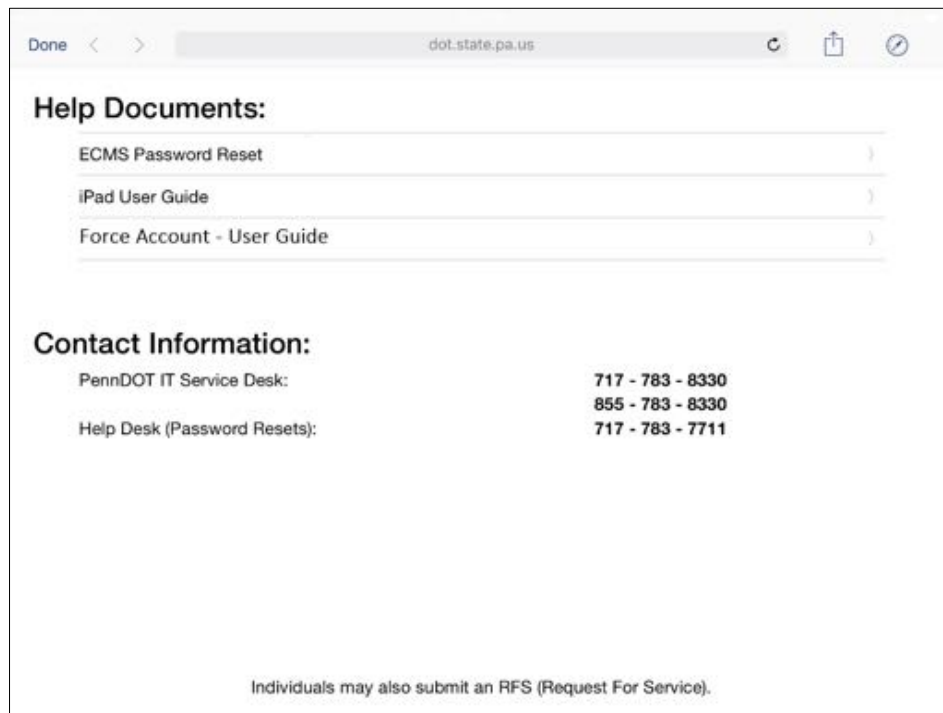 Done dot.state.pa.us
Help Documents:
ECMS Password Reset
iPad User Guide
Force Account - User Guide
Contact Information:
PennDOT IT Service Desk: 717 - 783 - 8330
855 - 783 - 8330
Help Desk (Password Resets): 717 - 783 - 7711
Individuals may also submit an RFS (Request For Service).